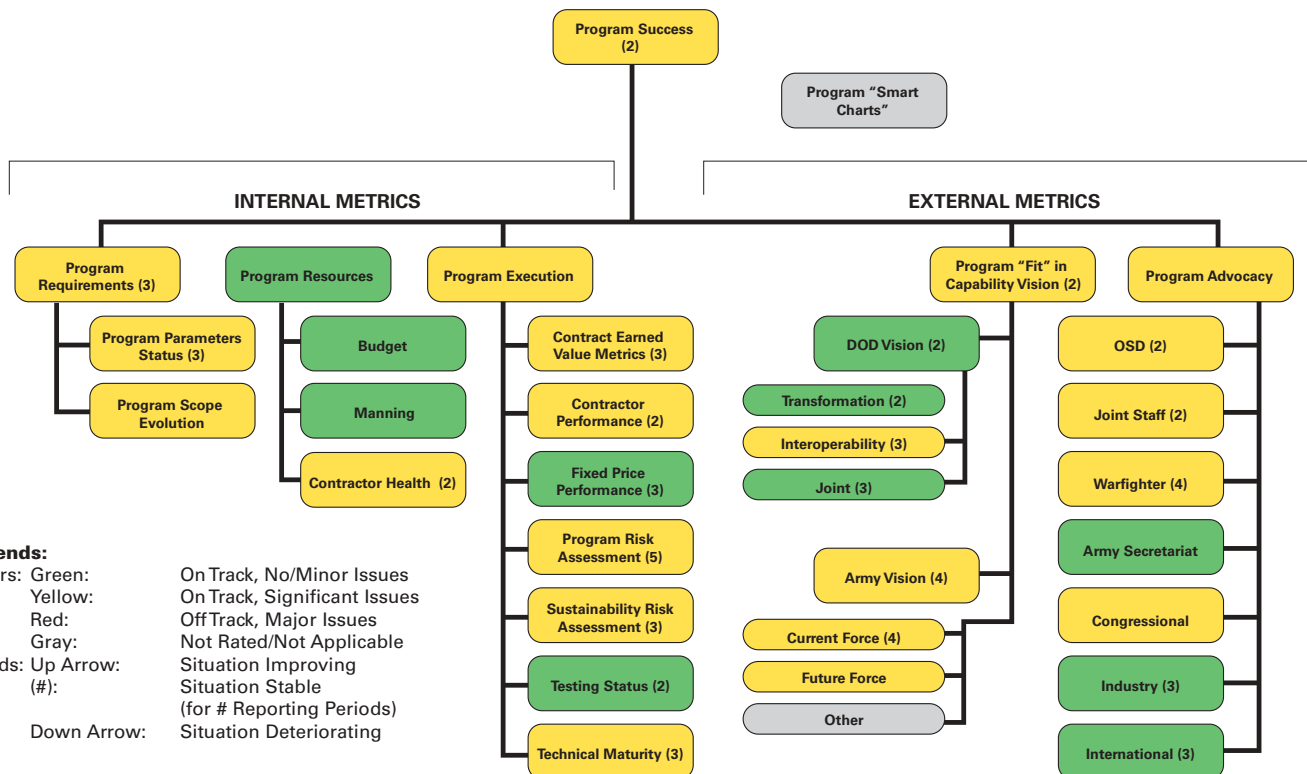 Program Success
(2)
Program “Smart
Charts”
INTERNAL METRICS
EXTERNAL METRICS
Program
Requirements (3)
Program Resources
Program Execution
Program “Fit” in
Capability Vision (2)
Program Advocacy
Program Parameters
Status (3)
Program Scope
Evolution
Budget
Manning
Contractor Health (2)
Contract Earned
Value Metrics (3)
Contractor
Performance (2)
Fixed Price
Performance (3)
Program Risk
Assessment (5)
Sustainability Risk
Assessment (3)
Testing Status (2)
Technical Maturity (3)
DOD Vision (2)
Transformation (2)
Interoperability (3)
Joint (3)
Army Vision (4)
Current Force (4)
Future Force
Other
OSD (2)
Joint Staff (2)
Warfighter (4)
Army Secretariat
Congressional
Industry (3)
International (3)
ends:
rs: Green: On Track, No/Minor Issues
Yellow: On Track, Significant Issues
Red: Off Track, Major Issues
Gray: Not Rated/Not Applicable
ds: Up Arrow: Situation Improving
(#): Situation Stable
(for # Reporting Periods)
Down Arrow: Situation Deteriorating